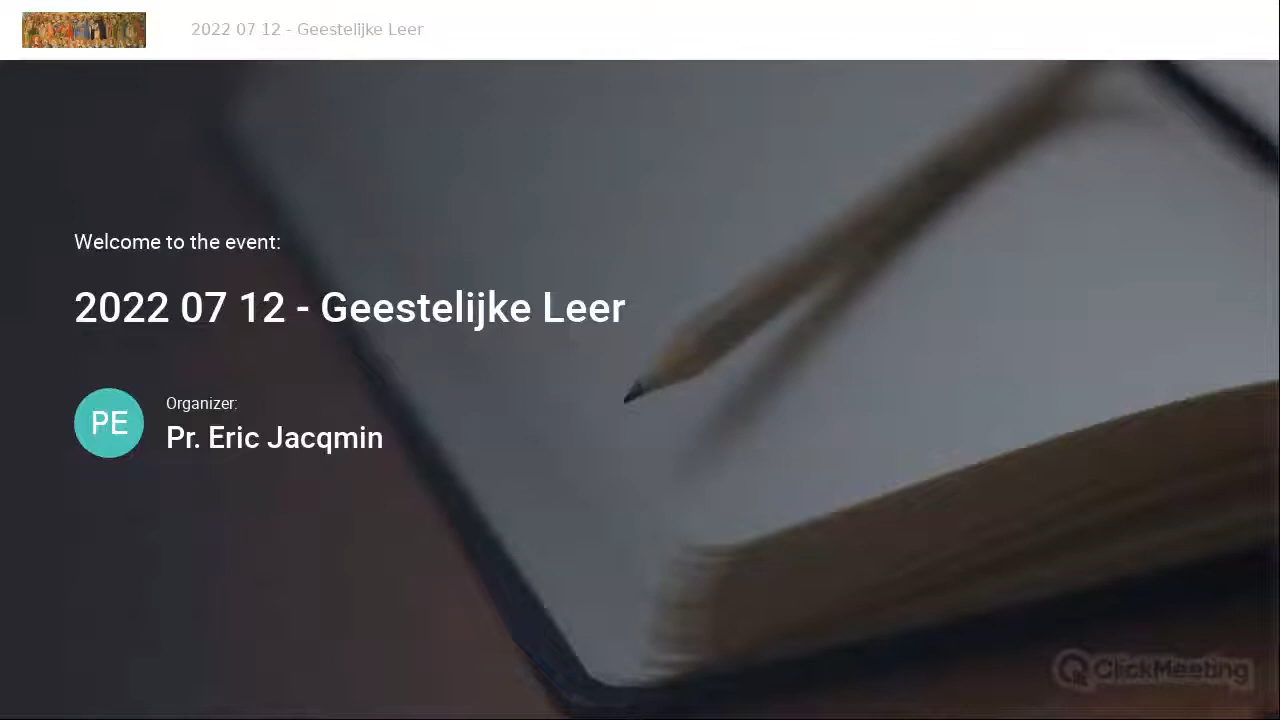 2022 07 12 - Geestelijke Leer
Welcome to the event:
2022 07 12 - Geestelijke Leer
PE
Organizer:
Pr. Eric Jacqmin
ClickMeeting